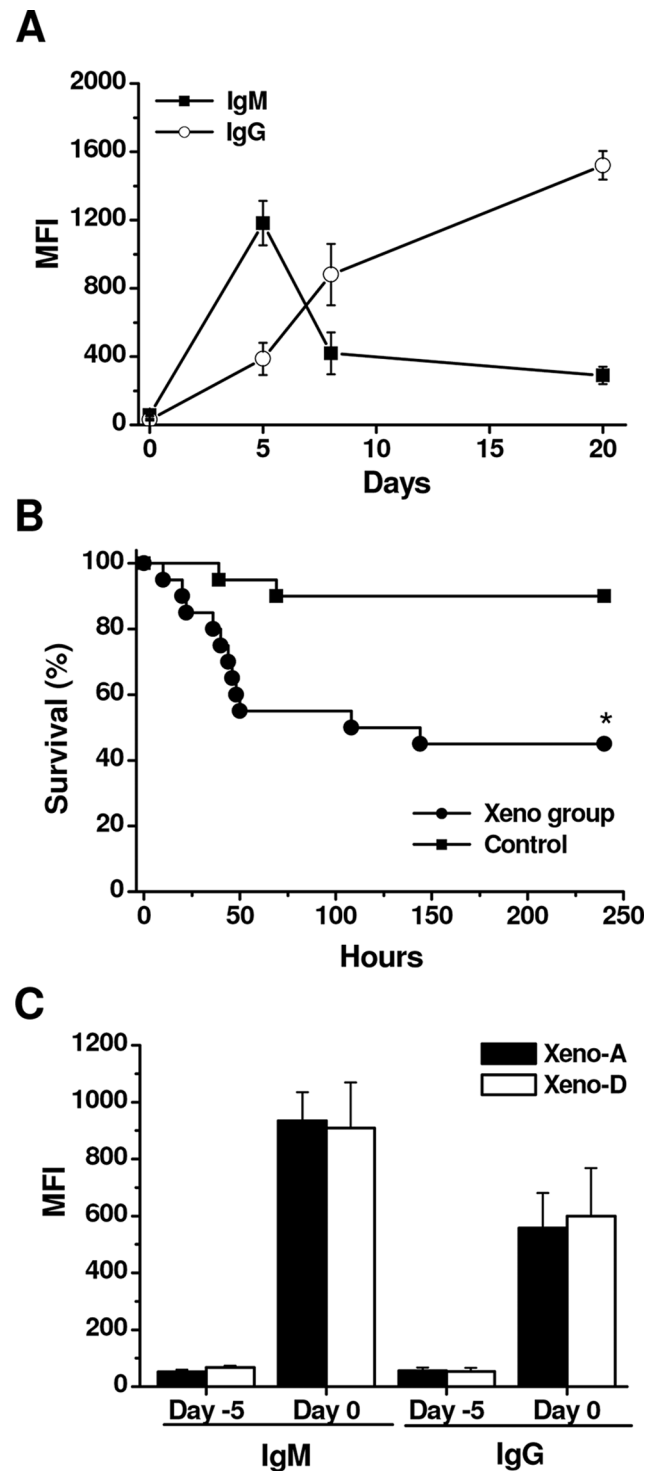 A
2000
1600
1200
800
400
0
MFI
IgM
IgG
0 5 10 15 20
Days
B
100
80
60
40
20
0
Survival (%)
*
Xeno group
Control
0 50 100 150 200 250
Hours
C
1200
1000
800
600
400
200
0
MFI
Xeno-A
Xeno-D
Day -5 Day 0 Day -5 Day 0
IgM IgG